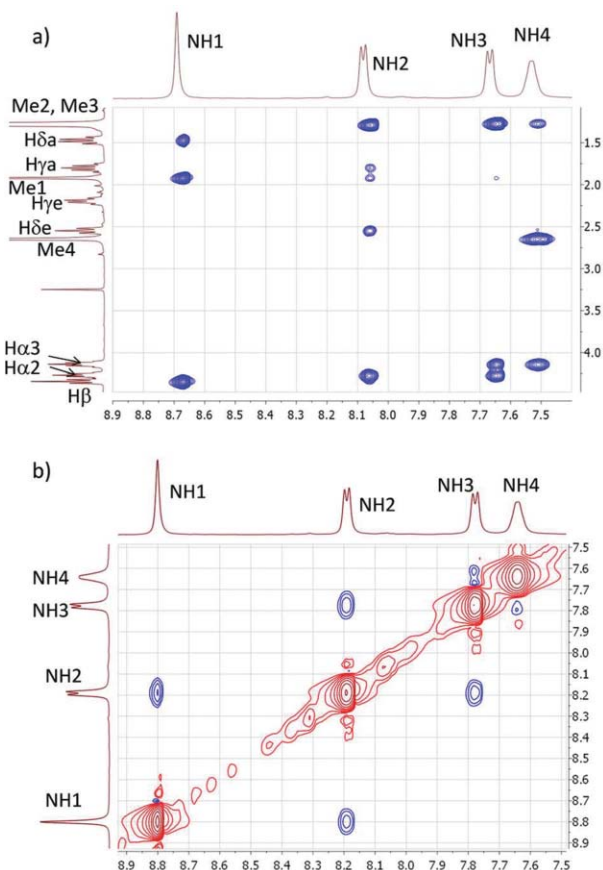 a)
NH1
NH2
NH3
NH4
Me2, Me3
Hδa
Hγa
Me1
Hγe
Hδe
Me4
Hα3
Hα2
Hβ
1.5
2.0
2.5
3.0
3.5
4.0
8.9 8.8 8.7 8.6 8.5 8.4 8.3 8.2 8.1 8.0 7.9 7.8 7.7 7.6 7.5
b)
NH1
NH2
NH3
NH4
NH4
NH3
NH2
NH1
7.5
7.6
7.7
7.8
7.9
8.0
8.1
8.2
8.3
8.4
8.5
8.6
8.7
8.8
8.9
8.9 8.8 8.7 8.6 8.5 8.4 8.3 8.2 8.1 8.0 7.9 7.8 7.7 7.6 7.5